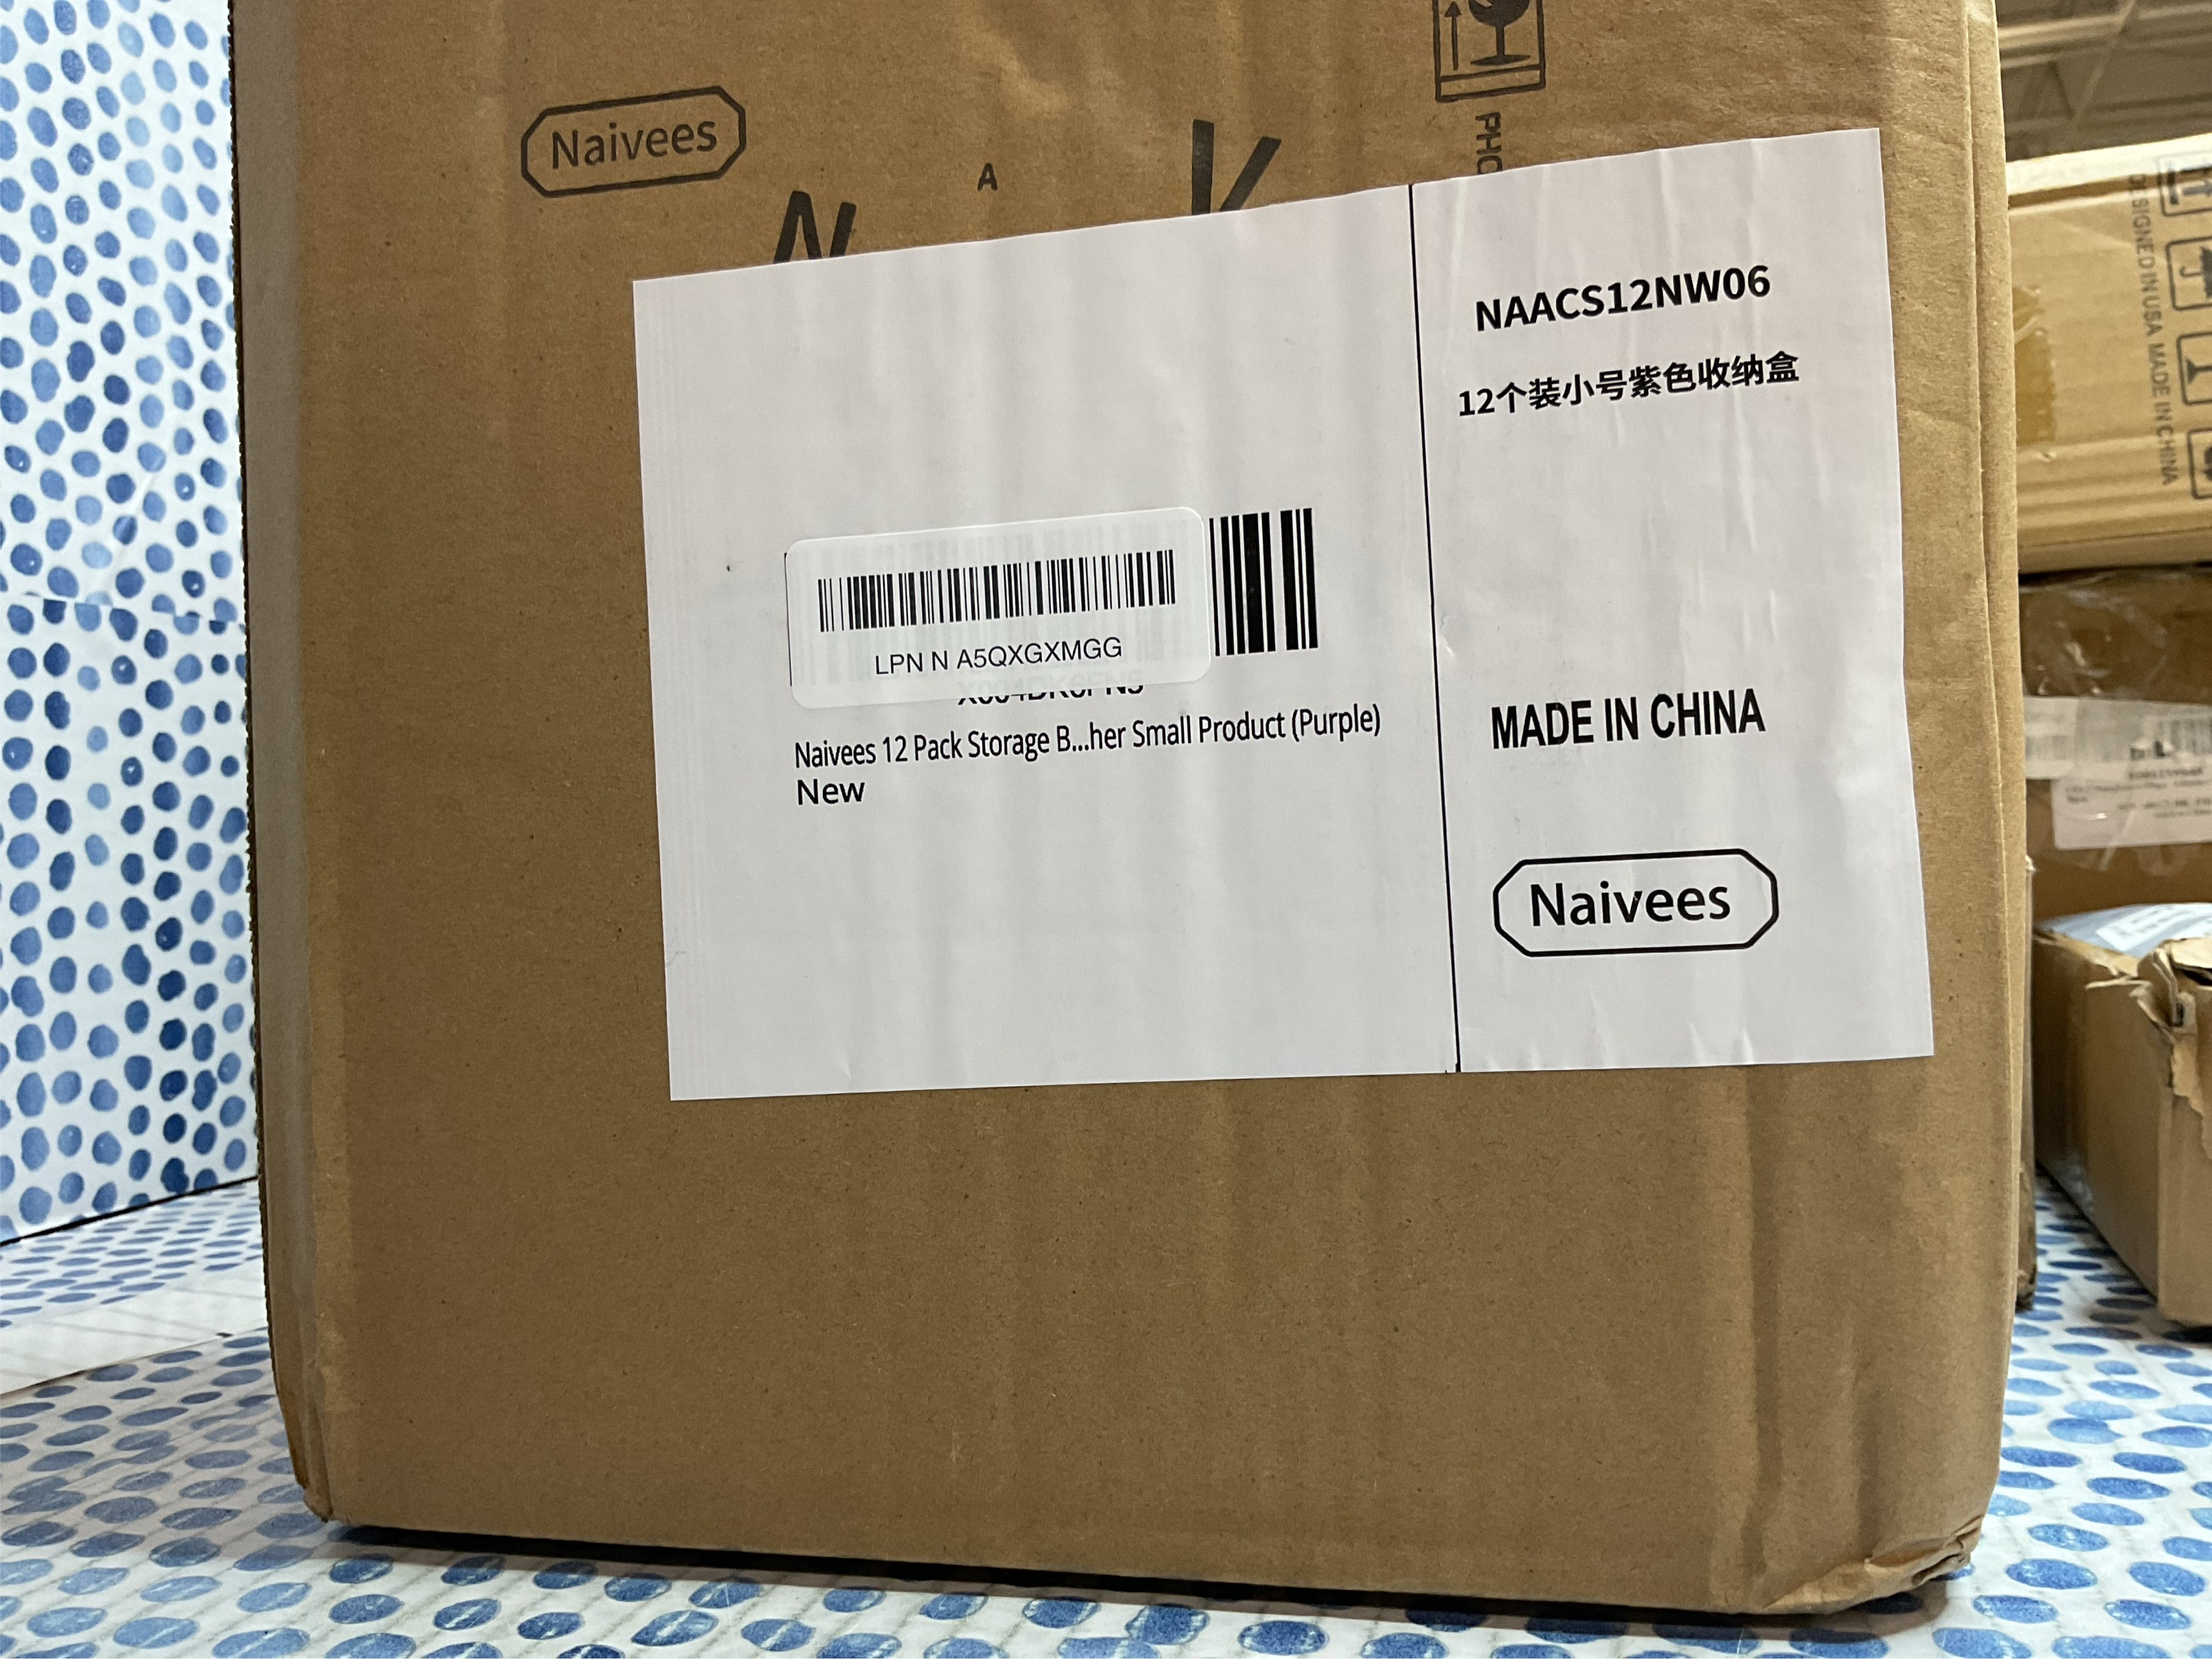 Naivees
A
NAACS12NW06
12个装小号紫色收纳盒
LPN N A5QXGXMGG
Naivees 12 Pack Storage B...her Small Product (Purple)
New
MADE IN CHINA
Naivees
DESIGNED IN USA MADE IN CHINA